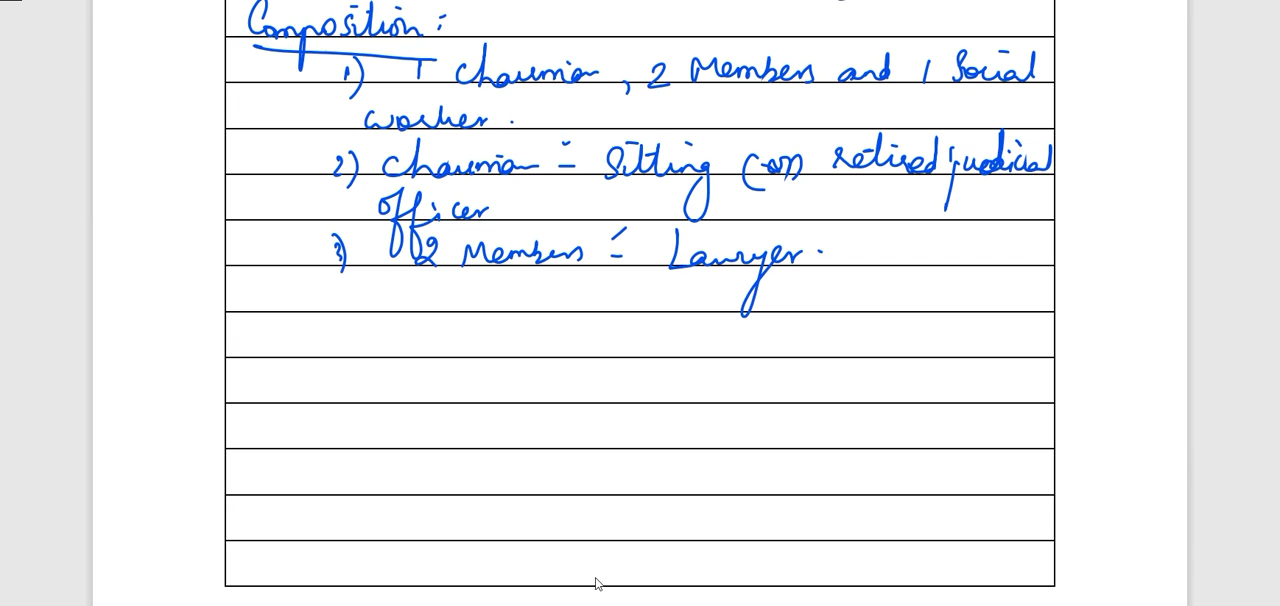 Composition :
1) 1 Chairman , 2 Members and 1 Social
worker .
2) Chairman = Sitting (or) retired judicial
officer
3) 2 Members = Lawyer .